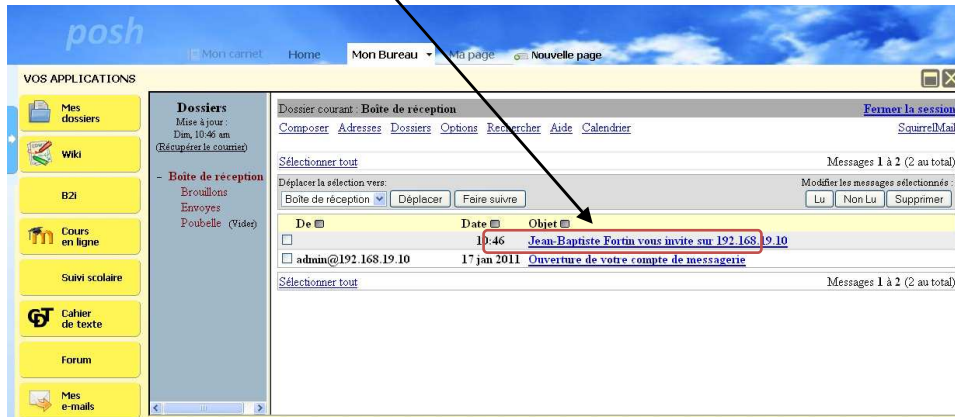 posh
Mon carnet Home Mon Bureau Ma page Nouvelle page
VOS APPLICATIONS
Mes dossiers
Wiki
B2i
Cours en ligne
Suivi scolaire
Cahier de texte
Forum
Mes e-mails
Dossiers
Mise à jour :
Dim, 10:46 am
(Récupérer le courrier)
- Boîte de réception
Brouillons
Envoyes
Poubelle (Vider)
Dossier courant : Boîte de réception Fermer la session
Composer Adresses Dossiers Options Rechercher Aide Calendrier SquirrelMail
Sélectionner tout Messages 1 à 2 (2 au total)
Déplacer la sélection vers: Modifier les messages sélectionnés :
Boîte de réception Déplacer Faire suivre Lu Non Lu Supprimer
De Date Objet
10:46 Jean-Baptiste Fortin vous invite sur 192.168.19.10
admin@192.168.19.10 17 jan 2011 Ouverture de votre compte de messagerie
Sélectionner tout Messages 1 à 2 (2 au total)